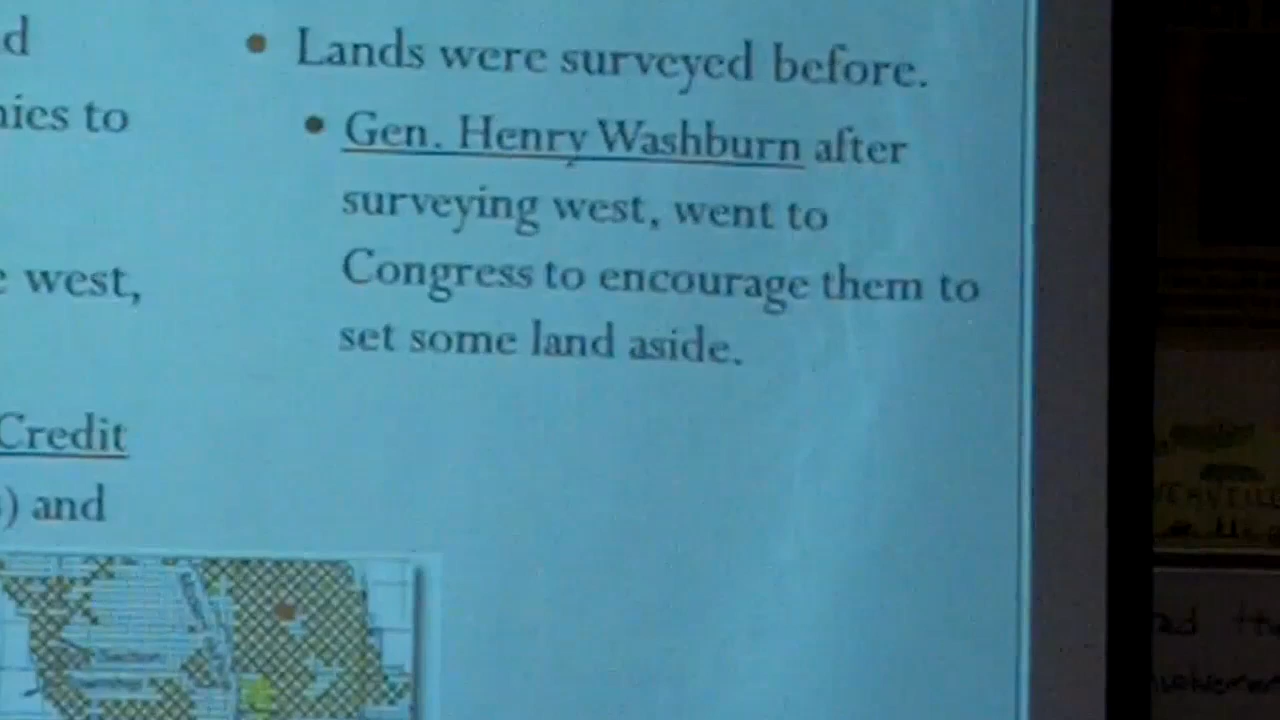 d
nies to
e west,
Credit
) and
• Lands were surveyed before.
• Gen. Henry Washburn after
surveying west, went to
Congress to encourage them to
set some land aside.